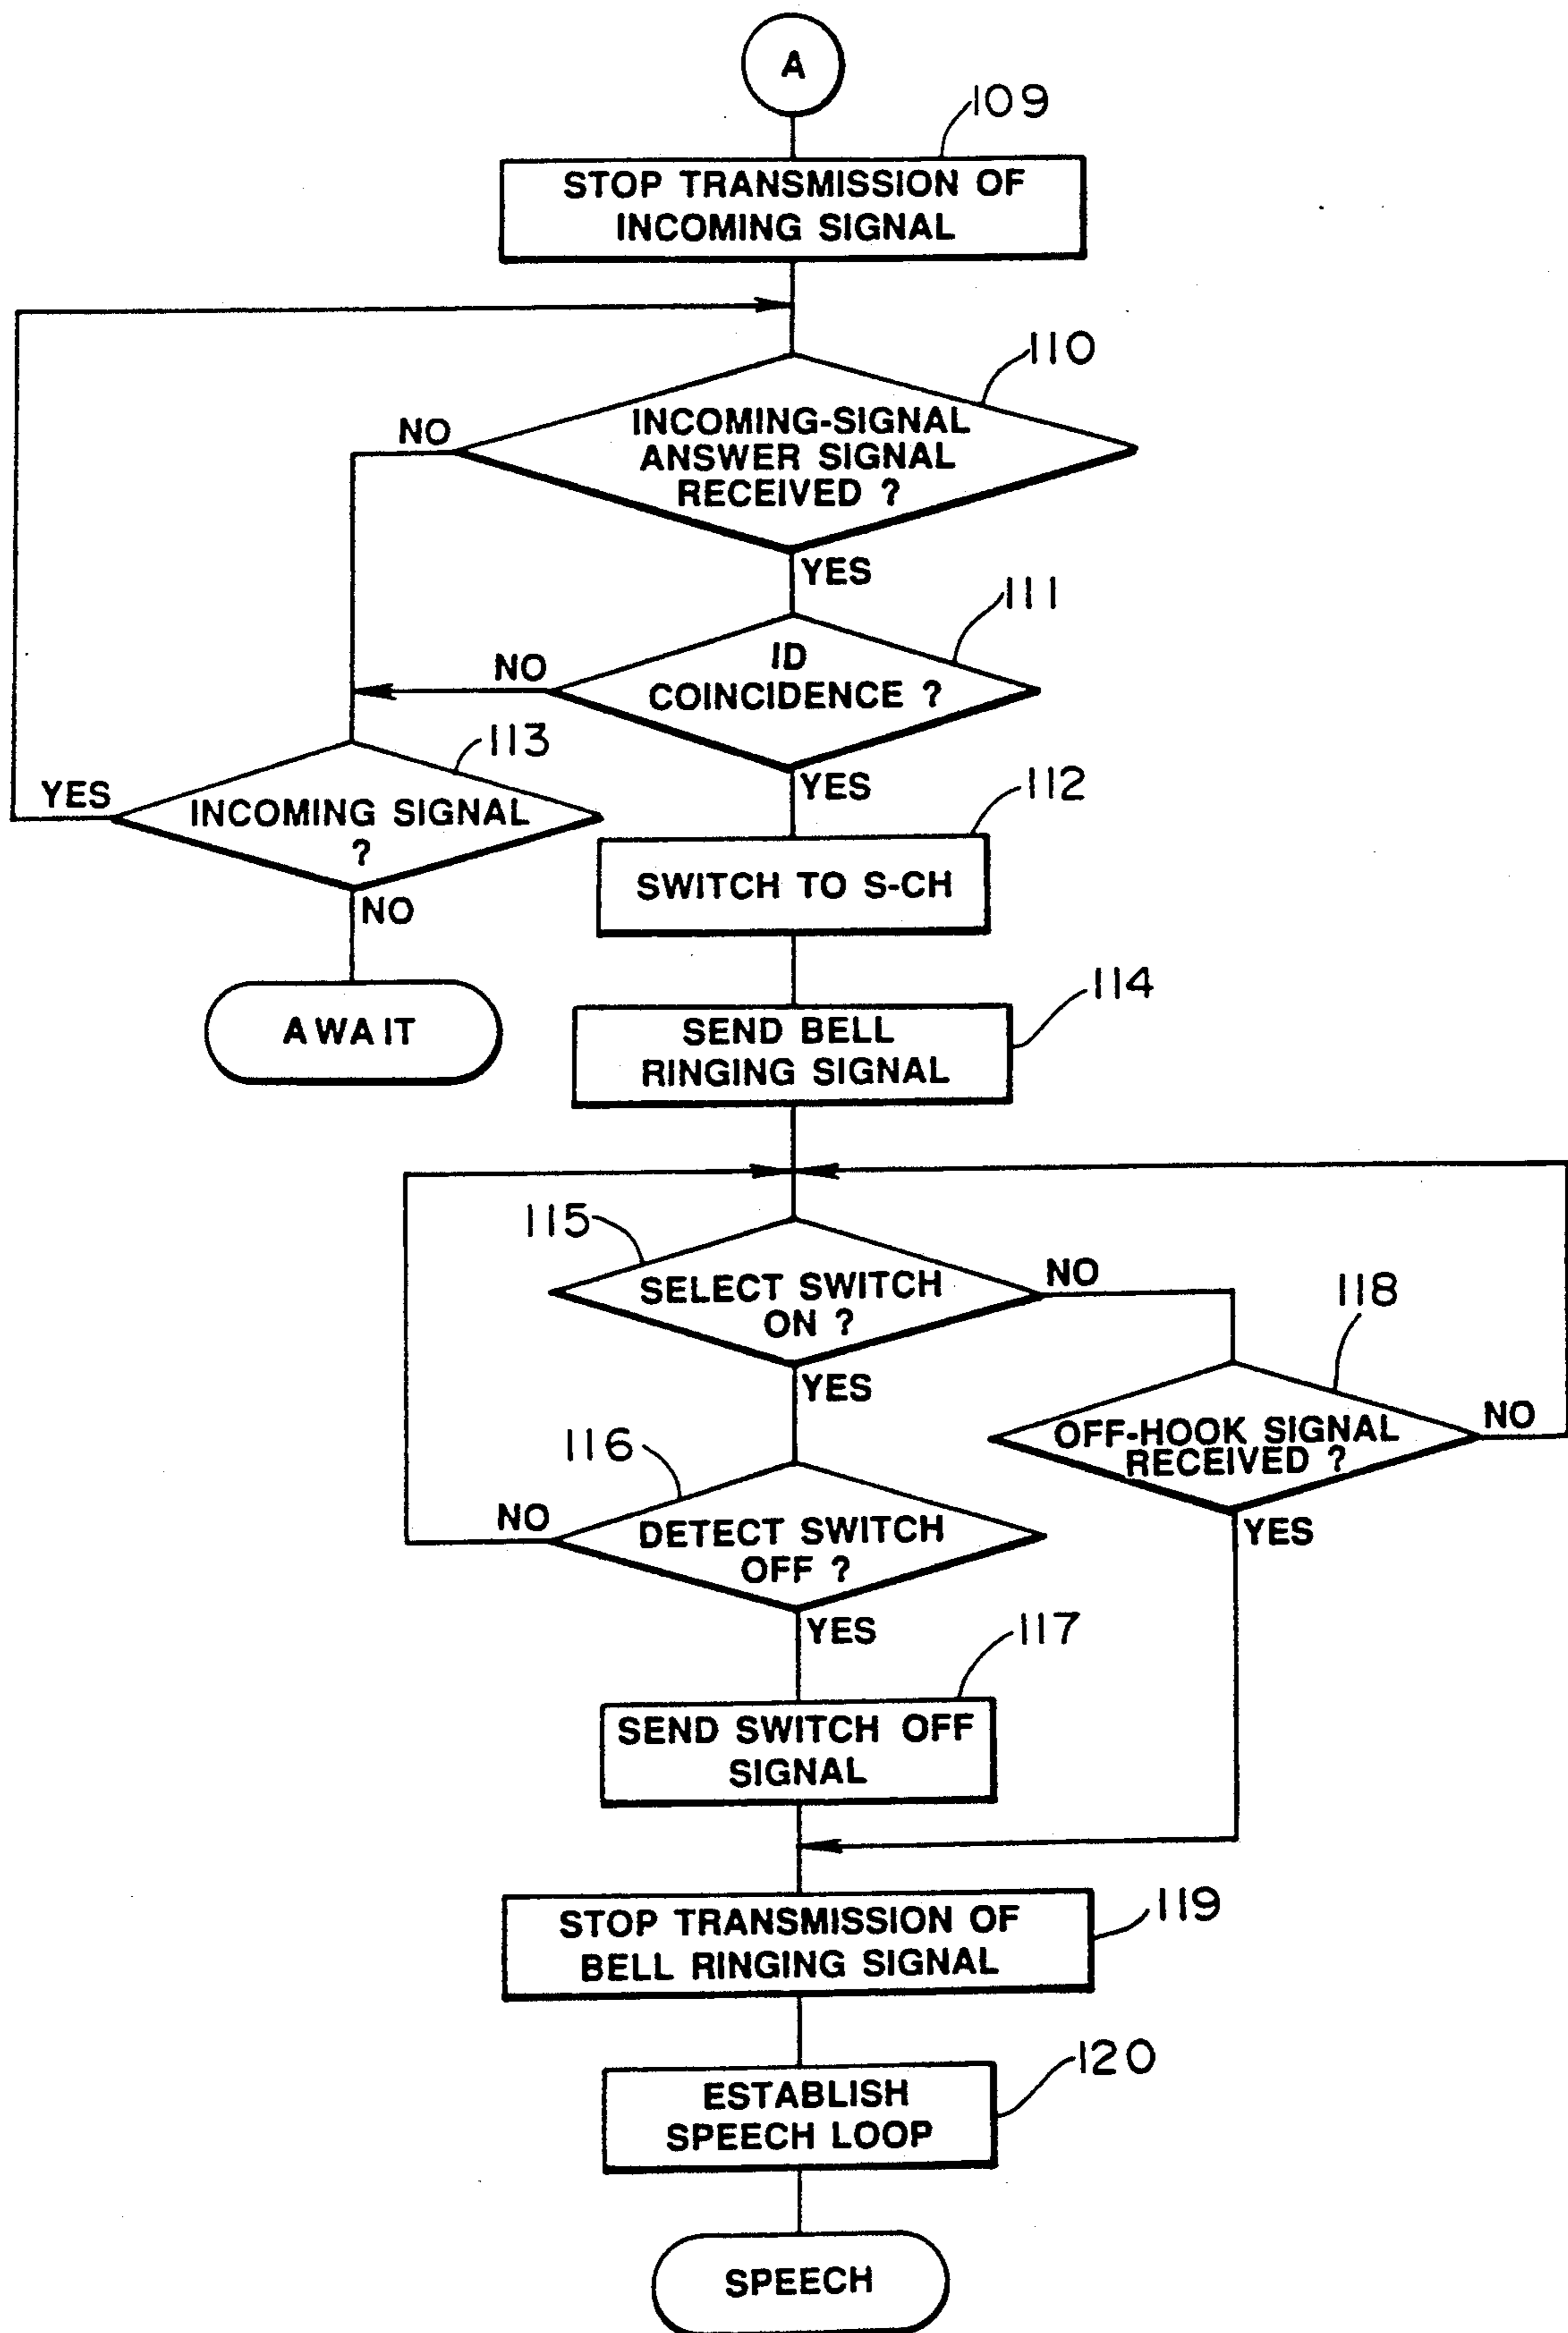 A
109
STOP TRANSMISSION OF
INCOMING SIGNAL
110
INCOMING-SIGNAL
ANSWER SIGNAL
RECEIVED ?
NO
YES
111
ID
COINCIDENCE ?
NO
YES
113
INCOMING SIGNAL
?
YES
NO
AWAIT
112
SWITCH TO S-CH
114
SEND BELL
RINGING SIGNAL
115
SELECT SWITCH
ON ?
NO
YES
118
OFF-HOOK SIGNAL
RECEIVED ?
NO
YES
116
DETECT SWITCH
OFF ?
NO
YES
117
SEND SWITCH OFF
SIGNAL
119
STOP TRANSMISSION OF
BELL RINGING SIGNAL
120
ESTABLISH
SPEECH LOOP
SPEECH